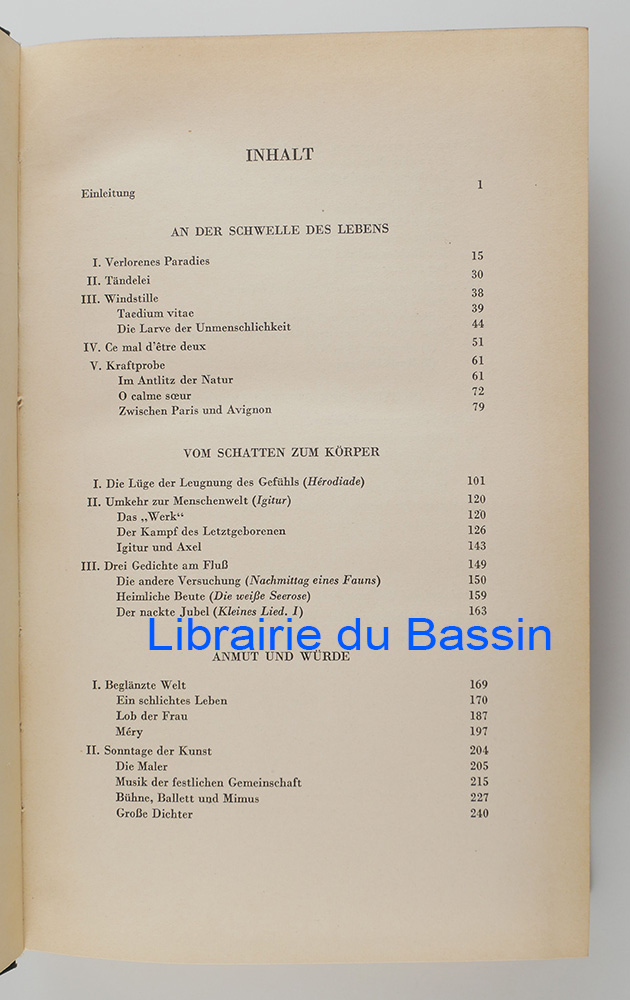 INHALT
Einleitung 1
AN DER SCHWELLE DES LEBENS
I. Verlorenes Paradies 15
II. Tändelei 30
III. Windstille 38
Taedium vitae 39
Die Larve der Unmenschlichkeit 44
IV. Ce mal d'être deux 51
V. Kraftprobe 61
Im Antlitz der Natur 61
O calme sœur 72
Zwischen Paris und Avignon 79
VOM SCHATTEN ZUM KÖRPER
I. Die Lüge der Leugnung des Gefühls (Hérodiade) 101
II. Umkehr zur Menschenwelt (Igitur) 120
Das „Werk“ 120
Der Kampf des Letztgeborenen 126
Igitur und Axel 143
III. Drei Gedichte am Fluß 149
Die andere Versuchung (Nachmittag eines Fauns) 150
Heimliche Beute (Die weiße Seerose) 159
Der nackte Jubel (Kleines Lied. I) 163
Librairie du Bassin
ANMUT UND WÜRDE
I. Beglänzte Welt 169
Ein schlichtes Leben 170
Lob der Frau 187
Méry 197
II. Sonntage der Kunst 204
Die Maler 205
Musik der festlichen Gemeinschaft 215
Bühne, Ballett und Mimus 227
Große Dichter 240